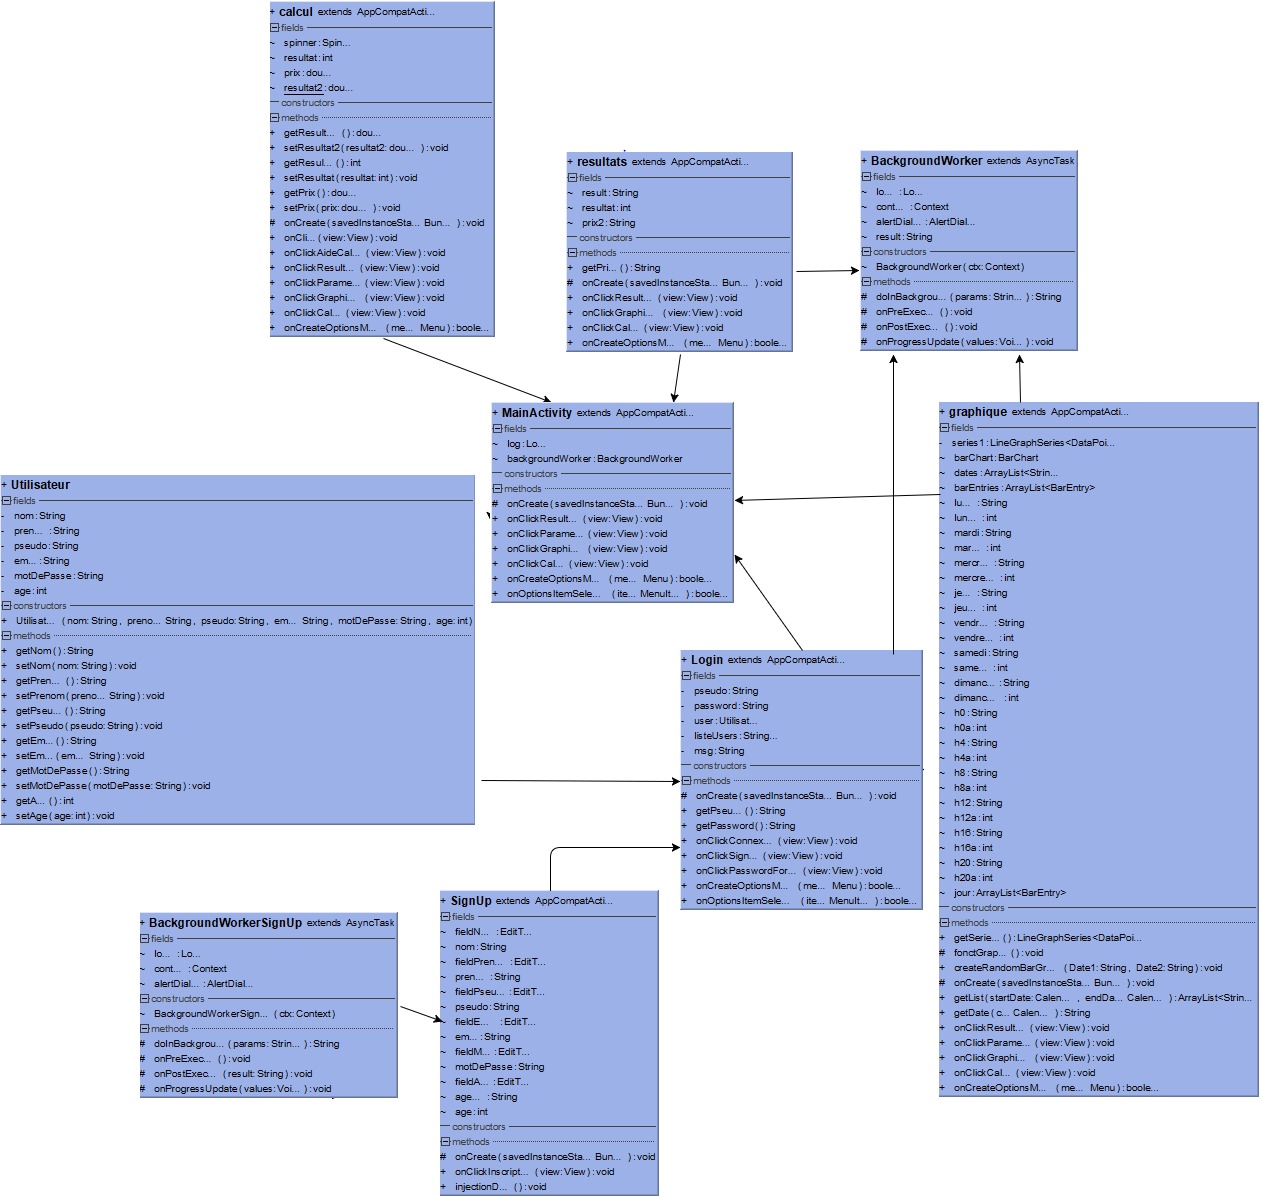 + calcul extends AppCompatActi...
fields
~ spinner: Spin...
~ resultat: int
~ prix: dou...
~ resultat2: dou...
constructors
methods
+ getResult... (): dou...
+ setResultat2(resultat2: dou... ): void
+ getResul... (): int
+ setResultat(resultat: int): void
+ getPrix(): dou...
+ setPrix(prix: dou... ): void
# onCreate(savedInstanceSta... Bun... ): void
+ onCli... (view: View): void
+ onClickAideCal... (view: View): void
+ onClickResult... (view: View): void
+ onClickParame... (view: View): void
+ onClickGraphi... (view: View): void
+ onClickCal... (view: View): void
+ onCreateOptionsM... (me... Menu): boole...
+ resultats extends AppCompatActi...
fields
~ result: String
~ resultat: int
~ prix2: String
constructors
methods
+ getPri... (): String
# onCreate(savedInstanceSta... Bun... ): void
+ onClickResult... (view: View): void
+ onClickGraphi... (view: View): void
+ onClickCal... (view: View): void
+ onCreateOptionsM... (me... Menu): boole...
+ BackgroundWorker extends AsyncTask
fields
~ lo... : Lo...
~ cont... : Context
~ alertDial... : AlertDial...
~ result: String
constructors
~ BackgroundWorker(ctx: Context)
methods
# doInBackgrou... (params: Strin... ): String
# onPreExec... (): void
# onPostExec... (): void
# onProgressUpdate(values: Voi... ): void
+ MainActivity extends AppCompatActi...
fields
~ log: Lo...
~ backgroundWorker: BackgroundWorker
constructors
methods
# onCreate(savedInstanceSta... Bun... ): void
+ onClickResult... (view: View): void
+ onClickParame... (view: View): void
+ onClickGraphi... (view: View): void
+ onClickCal... (view: View): void
+ onCreateOptionsM... (me... Menu): boole...
+ onOptionsItemSele... (ite... MenuIt... ): boole...
+ graphique extends AppCompatActi...
fields
- series1: LineGraphSeries<DataPoi...
~ barChart: BarChart
~ dates: ArrayList<Strin...
~ barEntries: ArrayList<BarEntry>
~ lu... : String
~ lun... : int
~ mardi: String
~ mar... : int
~ mercr... : String
~ mercre... : int
~ je... : String
~ jeu... : int
~ vendr... : String
~ vendre... : int
~ samedi: String
~ same... : int
~ dimanc... : String
~ dimanc... : int
~ h0: String
~ h0a: int
~ h4: String
~ h4a: int
~ h8: String
~ h8a: int
~ h12: String
~ h12a: int
~ h16: String
~ h16a: int
~ h20: String
~ h20a: int
~ jour: ArrayList<BarEntry>
constructors
methods
+ getSerie... (): LineGraphSeries<DataPoi...
# fonctGrap... (): void
+ createRandomBarGr... (Date1: String, Date2: String): void
# onCreate(savedInstanceSta... Bun... ): void
+ getList(startDate: Calen... , endDa... Calen... ): ArrayList<Strin...
+ getDate(c... Calen... ): String
+ onClickResult... (view: View): void
+ onClickParame... (view: View): void
+ onClickGraphi... (view: View): void
+ onClickCal... (view: View): void
+ onCreateOptionsM... (me... Menu): boole...
+ Utilisateur
fields
- nom: String
- pren... : String
- pseudo: String
- em... : String
- motDePasse: String
- age: int
constructors
+ Utilisat... (nom: String, preno... String, pseudo: String, em... String, motDePasse: String, age: int)
methods
+ getNom(): String
+ setNom(nom: String): void
+ getPren... (): String
+ setPrenom(preno... String): void
+ getPseu... (): String
+ setPseudo(pseudo: String): void
+ getEm... (): String
+ setEm... (em... String): void
+ getMotDePasse(): String
+ setMotDePasse(motDePasse: String): void
+ getA... (): int
+ setAge(age: int): void
+ Login extends AppCompatActi...
fields
- pseudo: String
- password: String
- user: Utilisat...
- listeUsers: String...
- msg: String
constructors
methods
# onCreate(savedInstanceSta... Bun... ): void
+ getPseu... (): String
+ getPassword(): String
+ onClickConnex... (view: View): void
+ onClickSign... (view: View): void
+ onClickPasswordFor... (view: View): void
+ onCreateOptionsM... (me... Menu): boole...
+ onOptionsItemSele... (ite... MenuIt... ): boole...
+ BackgroundWorkerSignUp extends AsyncTask
fields
~ lo... : Lo...
~ cont... : Context
~ alertDial... : AlertDial...
constructors
~ BackgroundWorkerSign... (ctx: Context)
methods
# doInBackgrou... (params: Strin... ): String
# onPreExec... (): void
# onPostExec... (result: String): void
# onProgressUpdate(values: Voi... ): void
+ SignUp extends AppCompatActi...
fields
~ fieldN... : EditT...
~ nom: String
~ fieldPren... : EditT...
~ pren... : String
~ fieldPseu... : EditT...
~ pseudo: String
~ fieldE... : EditT...
~ em... : String
~ fieldM... : EditT...
~ motDePasse: String
~ fieldA... : EditT...
~ age... : String
~ age: int
constructors
methods
# onCreate(savedInstanceSta... Bun... ): void
+ onClickInscript... (view: View): void
+ injectionD... (): void